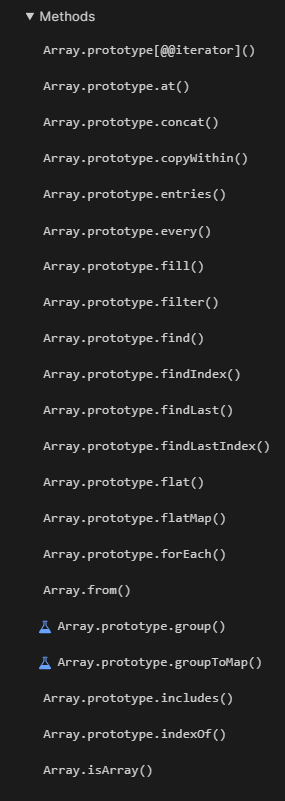 Methods
Array.prototype[@@iterator]()
Array.prototype.at()
Array.prototype.concat()
Array.prototype.copyWithin()
Array.prototype.entries()
Array.prototype.every()
Array.prototype.fill()
Array.prototype.filter()
Array.prototype.find()
Array.prototype.findIndex()
Array.prototype.findLast()
Array.prototype.findLastIndex()
Array.prototype.flat()
Array.prototype.flatMap()
Array.prototype.forEach()
Array.from()
Array.prototype.group()
Array.prototype.groupToMap()
Array.prototype.includes()
Array.prototype.indexOf()
Array.isArray()